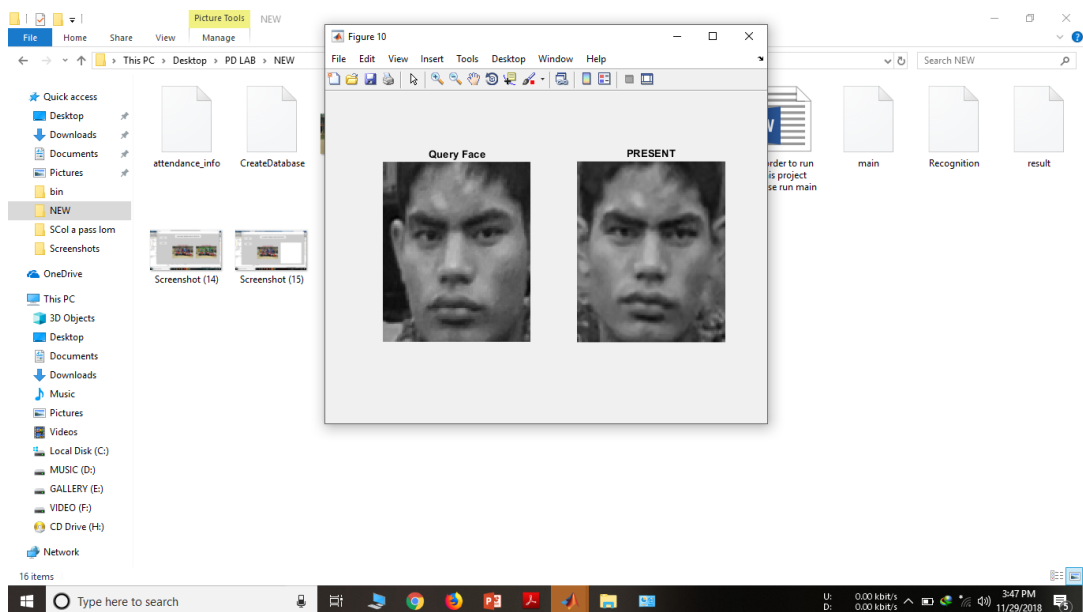 Picture Tools
NEW
File
Home
Share
View
Manage
This PC
Desktop
PD LAB
NEW
Search NEW
Quick access
Desktop
Downloads
Documents
Pictures
bin
NEW
SCol a pass lom
Screenshots
OneDrive
This PC
3D Objects
Desktop
Documents
Downloads
Music
Pictures
Videos
Local Disk (C:)
MUSIC (D:)
GALLERY (E:)
VIDEO (F:)
CD Drive (H:)
Network
attendance_info
CreateDatabase
order to run
is project
se run main
main
Recognition
result
Screenshot (14)
Screenshot (15)
Figure 10
File
Edit
View
Insert
Tools
Desktop
Window
Help
Query Face
PRESENT
16 items
Type here to search
U: 0.00 kbit/s
D: 0.00 kbit/s
3:47 PM
11/29/2018
5